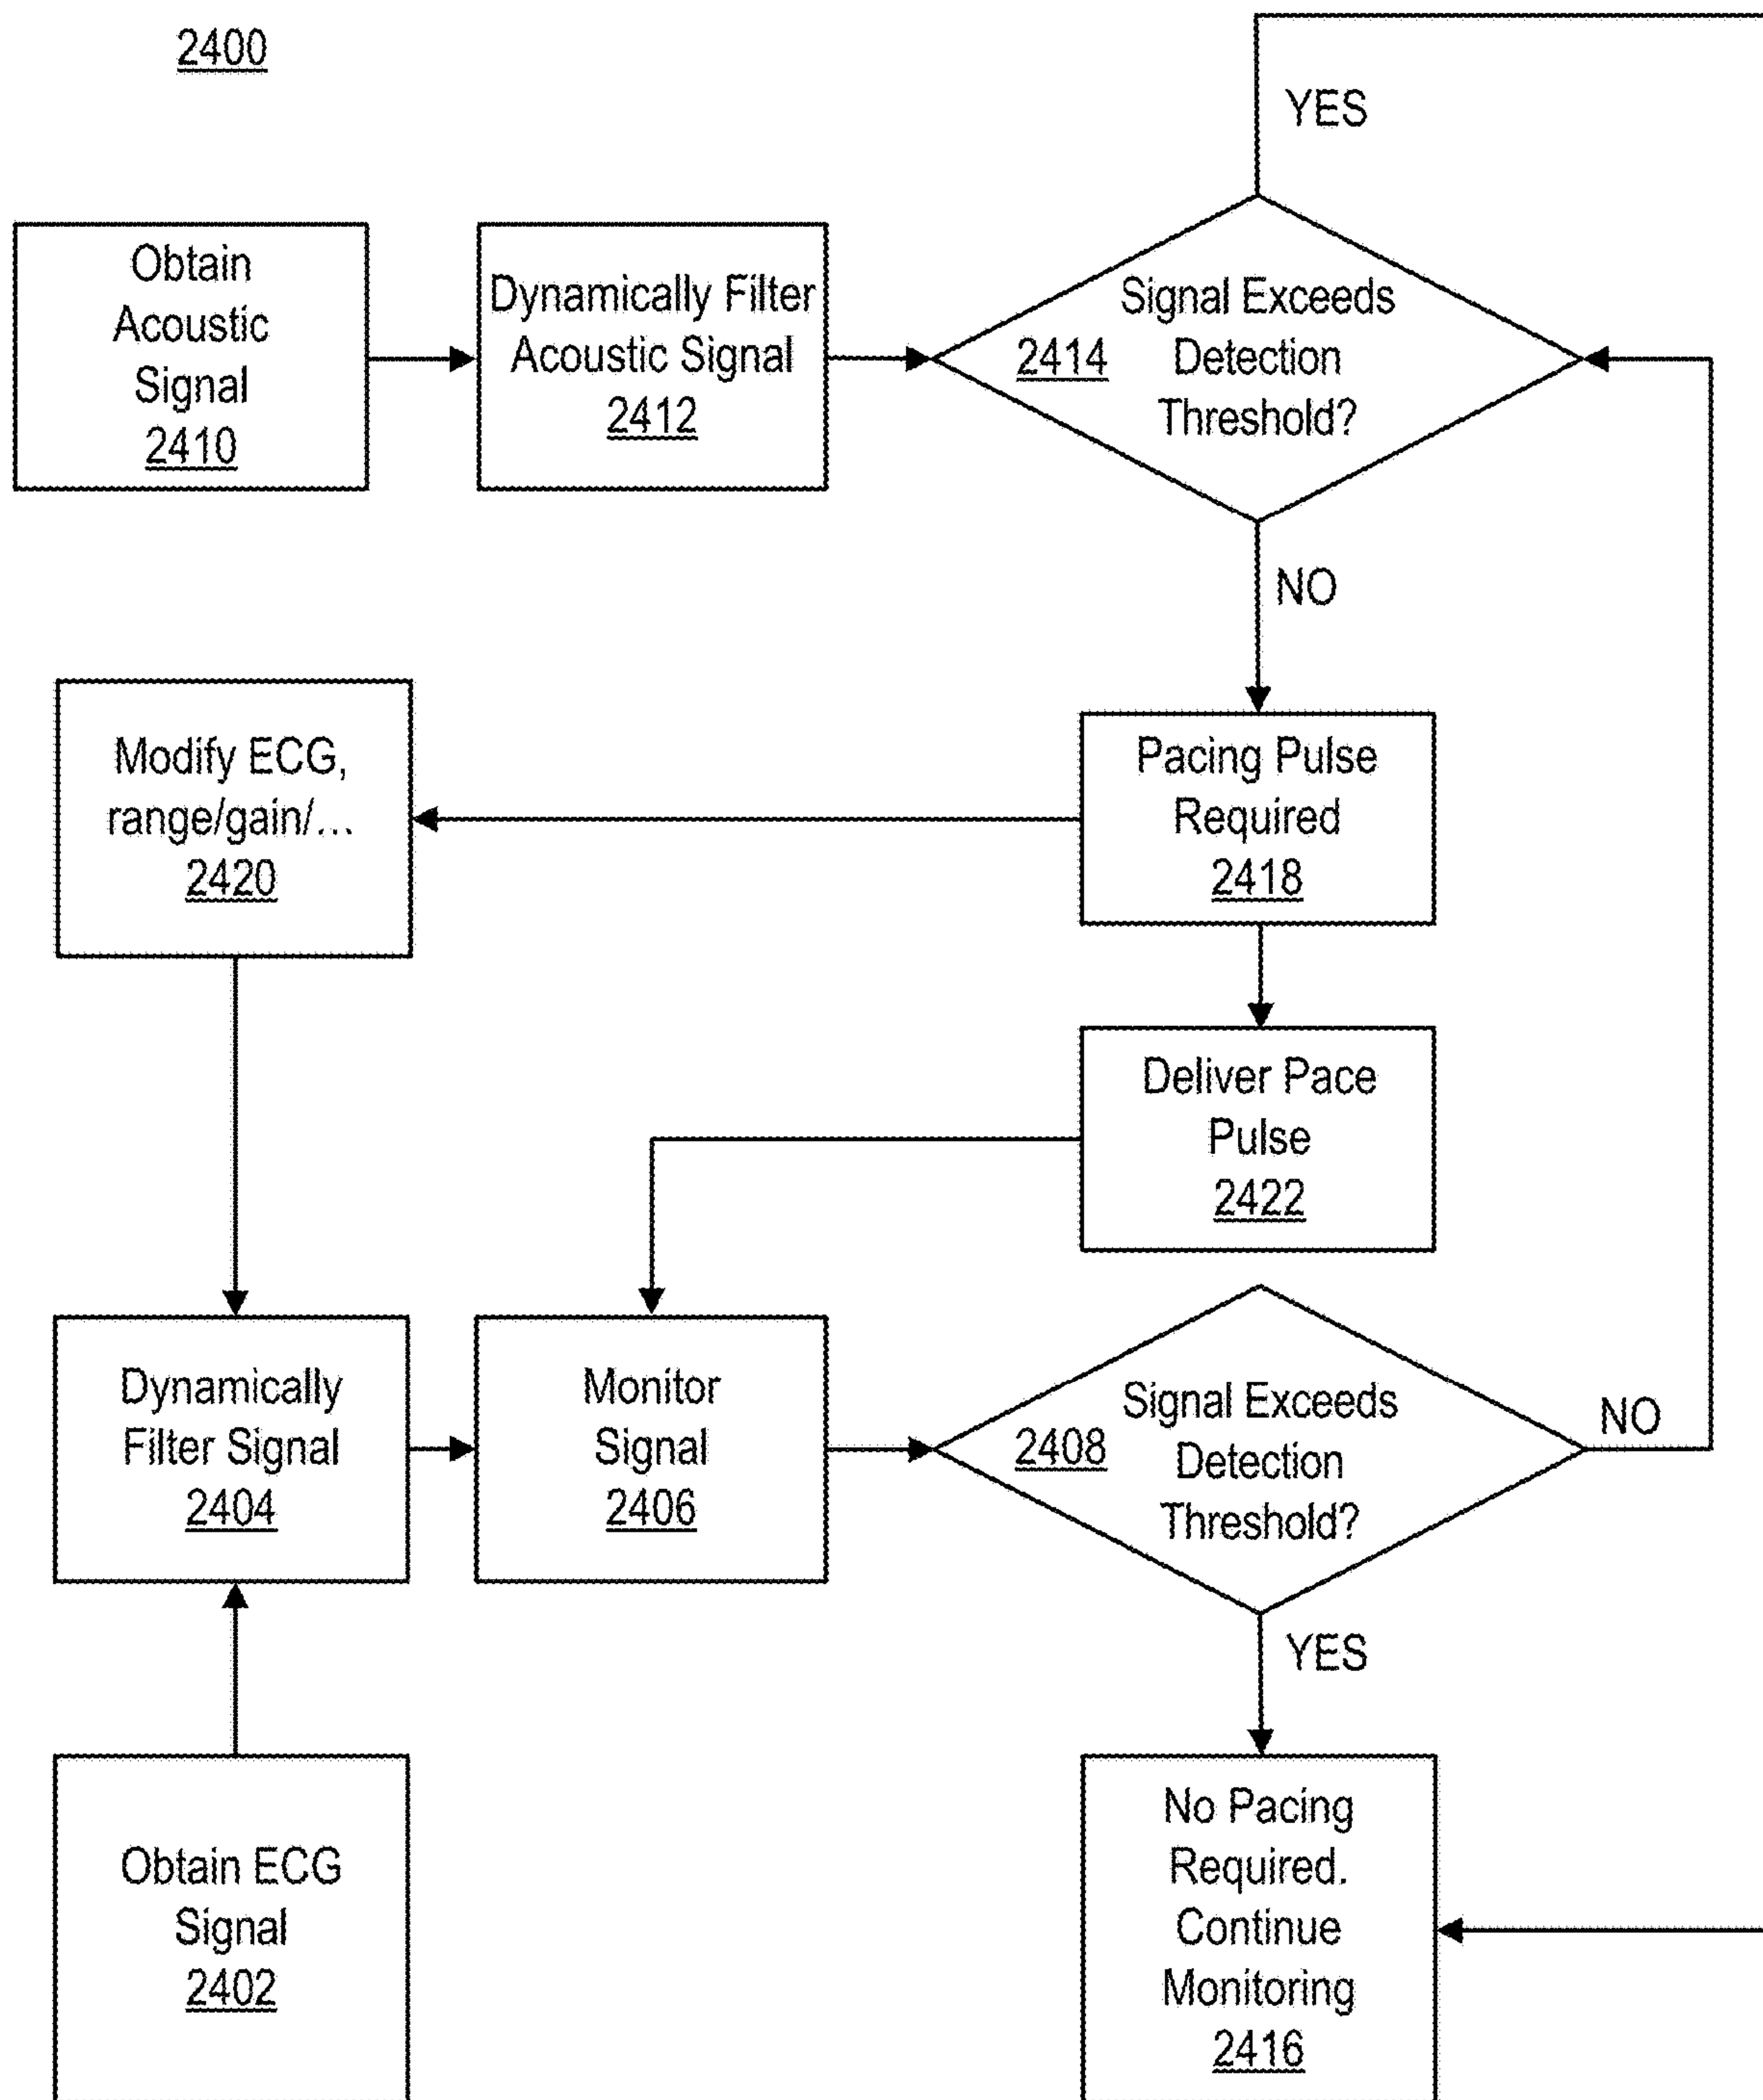 2400
YES
Obtain
Acoustic
Signal
2410
Dynamically Filter
Acoustic Signal
2412
Signal Exceeds
2414 Detection
Threshold?
NO
Modify ECG,
range/gain/...
2420
Pacing Pulse
Required
2418
Deliver Pace
Pulse
2422
Dynamically
Filter Signal
2404
Monitor
Signal
2406
Signal Exceeds
2408 Detection
Threshold?
NO
YES
Obtain ECG
Signal
2402
No Pacing
Required.
Continue
Monitoring
2416